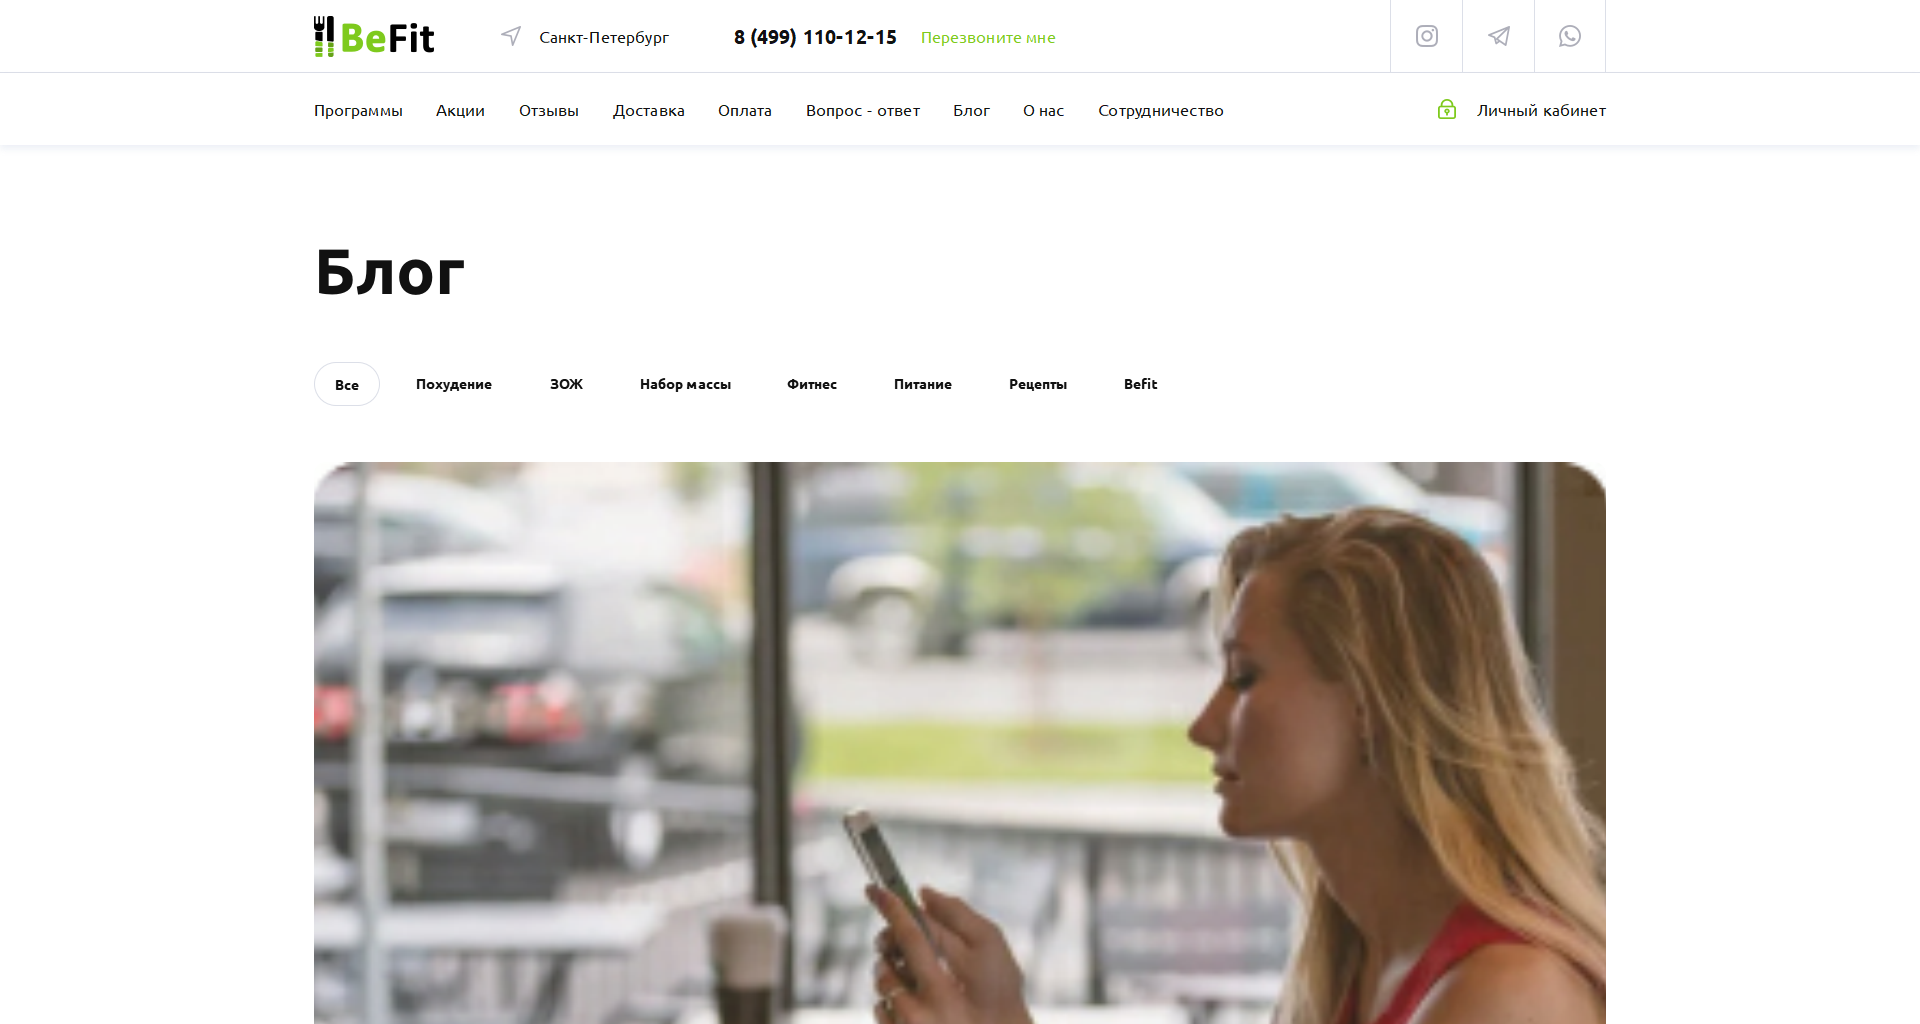 BeFit Санкт-Петербург 8 (499) 110-12-15 Перезвоните мне
Программы Акции Отзывы Доставка Оплата Вопрос - ответ Блог О нас Сотрудничество Личный кабинет
Блог
Все Похудение ЗОЖ Набор массы Фитнес Питание Рецепты Befit